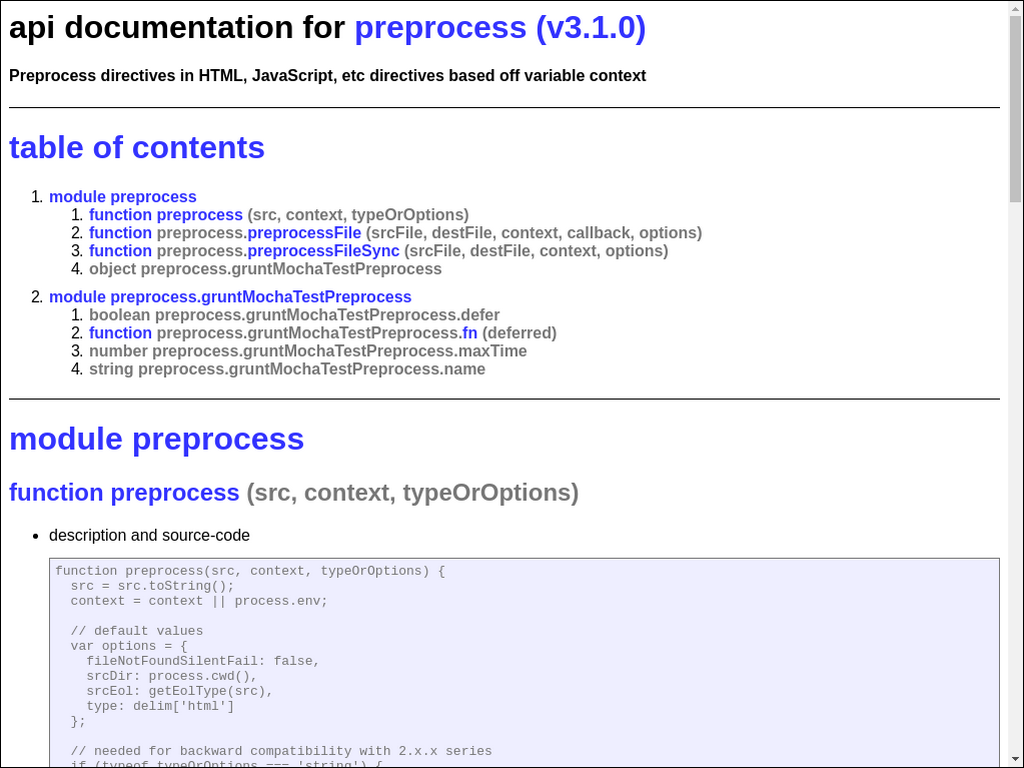 api documentation for preprocess (v3.1.0)
Preprocess directives in HTML, JavaScript, etc directives based off variable context
table of contents
1. module preprocess
1. function preprocess (src, context, typeOrOptions)
2. function preprocess.preprocessFile (srcFile, destFile, context, callback, options)
3. function preprocess.preprocessFileSync (srcFile, destFile, context, options)
4. object preprocess.gruntMochaTestPreprocess
2. module preprocess.gruntMochaTestPreprocess
1. boolean preprocess.gruntMochaTestPreprocess.defer
2. function preprocess.gruntMochaTestPreprocess.fn (deferred)
3. number preprocess.gruntMochaTestPreprocess.maxTime
4. string preprocess.gruntMochaTestPreprocess.name
module preprocess
function preprocess (src, context, typeOrOptions)
• description and source-code
function preprocess(src, context, typeOrOptions) {
  src = src.toString();
  context = context || process.env;
  // default values
  var options = {
    fileNotFoundSilentFail: false,
    srcDir: process.cwd(),
    srcEol: getEolType(src),
    type: delim['html']
  };
  // needed for backward compatibility with 2.x.x series
  if (typeof typeOrOptions === 'string') {